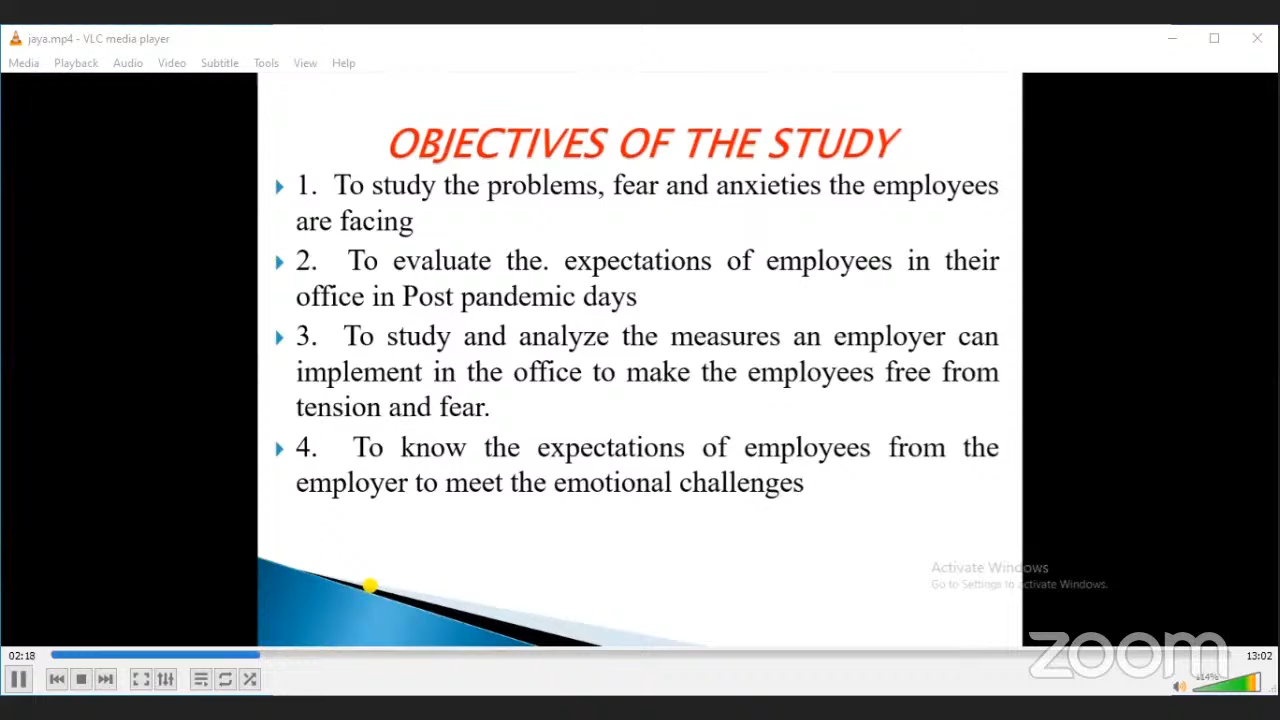 jaya.mp4 - VLC media player
Media Playback Audio Video Subtitle Tools View Help
OBJECTIVES OF THE STUDY
1. To study the problems, fear and anxieties the employees
are facing
2. To evaluate the. expectations of employees in their
office in Post pandemic days
3. To study and analyze the measures an employer can
implement in the office to make the employees free from
tension and fear.
4. To know the expectations of employees from the
employer to meet the emotional challenges
Activate Windows
Go to Settings to activate Windows.
02:18
13:02
zoom